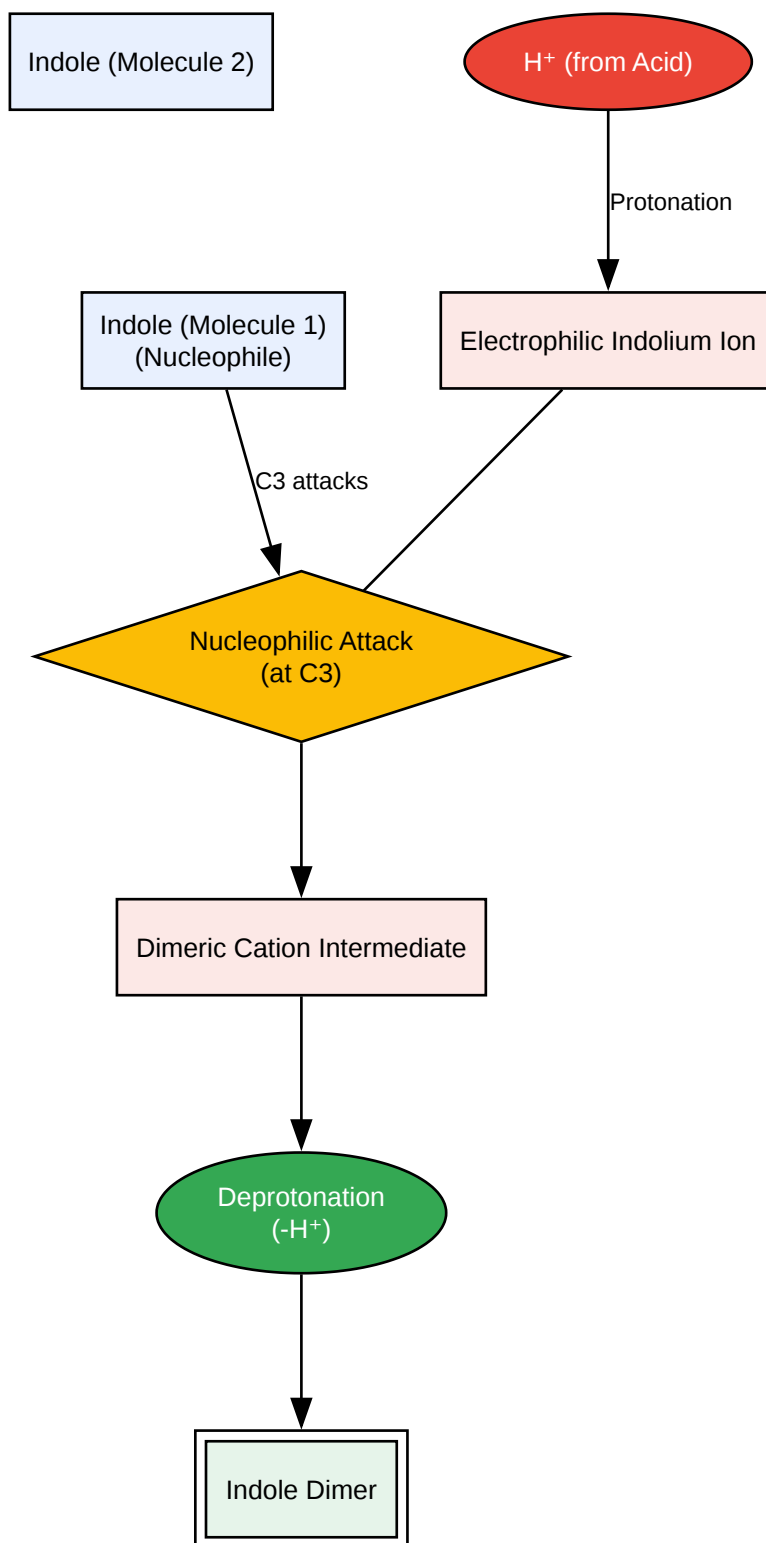 Indole (Molecule 2)
H⁺ (from Acid)
Protonation
Indole (Molecule 1)
(Nucleophile)
Electrophilic Indolium Ion
C3 attacks
Nucleophilic Attack
(at C3)
Dimeric Cation Intermediate
Deprotonation
(-H⁺)
Indole Dimer